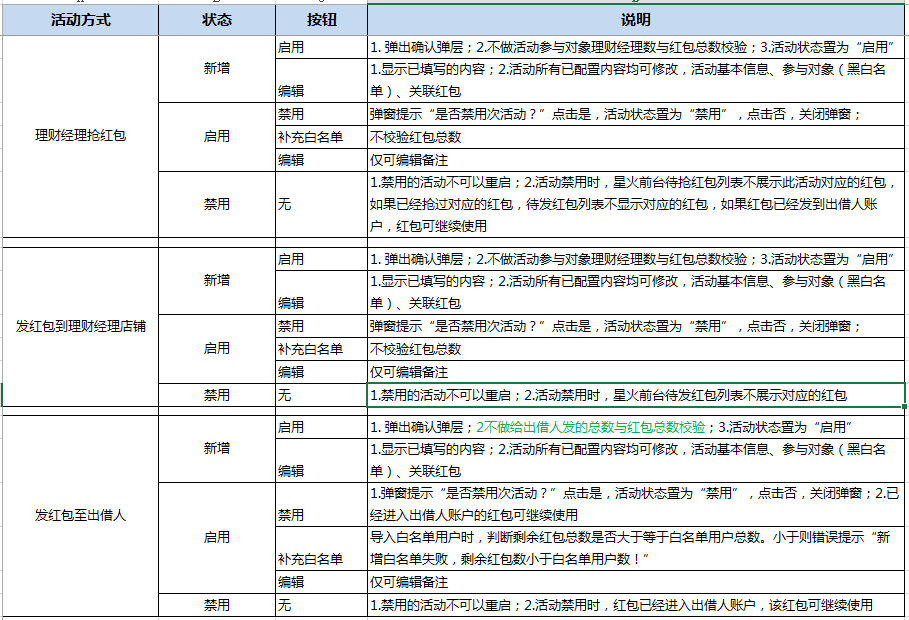 活动方式 状态 按钮 说明
理财经理抢红包 新增 启用 1. 弹出确认弹层；2.不做活动参与对象理财经理数与红包总数校验；3.活动状态置为“启用”
编辑 1.显示已填写的内容；2.活动所有已配置内容均可修改，活动基本信息、参与对象（黑白名
单）、关联红包
启用 禁用 弹窗提示“是否禁用次活动？”点击是，活动状态置为“禁用”，点击否，关闭弹窗；
补充白名单 不校验红包总数
编辑 仅可编辑备注
禁用 无 1.禁用的活动不可以重启；2.活动禁用时，星火前台待抢红包列表不展示此活动对应的红包，
如果已经抢过对应的红包，待发红包列表不显示对应的红包，如果红包已经发到出借人账
户，红包可继续使用
发红包到理财经理店铺 新增 启用 1. 弹出确认弹层；2.不做活动参与对象理财经理数与红包总数校验；3.活动状态置为“启用”
编辑 1.显示已填写的内容；2.活动所有已配置内容均可修改，活动基本信息、参与对象（黑白名
单）、关联红包
启用 禁用 弹窗提示“是否禁用次活动？”点击是，活动状态置为“禁用”，点击否，关闭弹窗；
补充白名单 不校验红包总数
编辑 仅可编辑备注
禁用 无 1.禁用的活动不可以重启；2.活动禁用时，星火前台待发红包列表不展示对应的红包
发红包至出借人 新增 启用 1. 弹出确认弹层；2不做给出借人发的总数与红包总数校验；3.活动状态置为“启用”
编辑 1.显示已填写的内容；2.活动所有已配置内容均可修改，活动基本信息、参与对象（黑白名
单）、关联红包
启用 禁用 1.弹窗提示“是否禁用次活动？”点击是，活动状态置为“禁用”，点击否，关闭弹窗；2.已
经进入出借人账户的红包可继续使用
补充白名单 导入白名单用户时，判断剩余红包总数是否大于等于白名单用户总数。小于则错误提示“新
增白名单失败，剩余红包数小于白名单用户数！”
编辑 仅可编辑备注
禁用 无 1.禁用的活动不可以重启；2.活动禁用时，红包已经进入出借人账户，该红包可继续使用